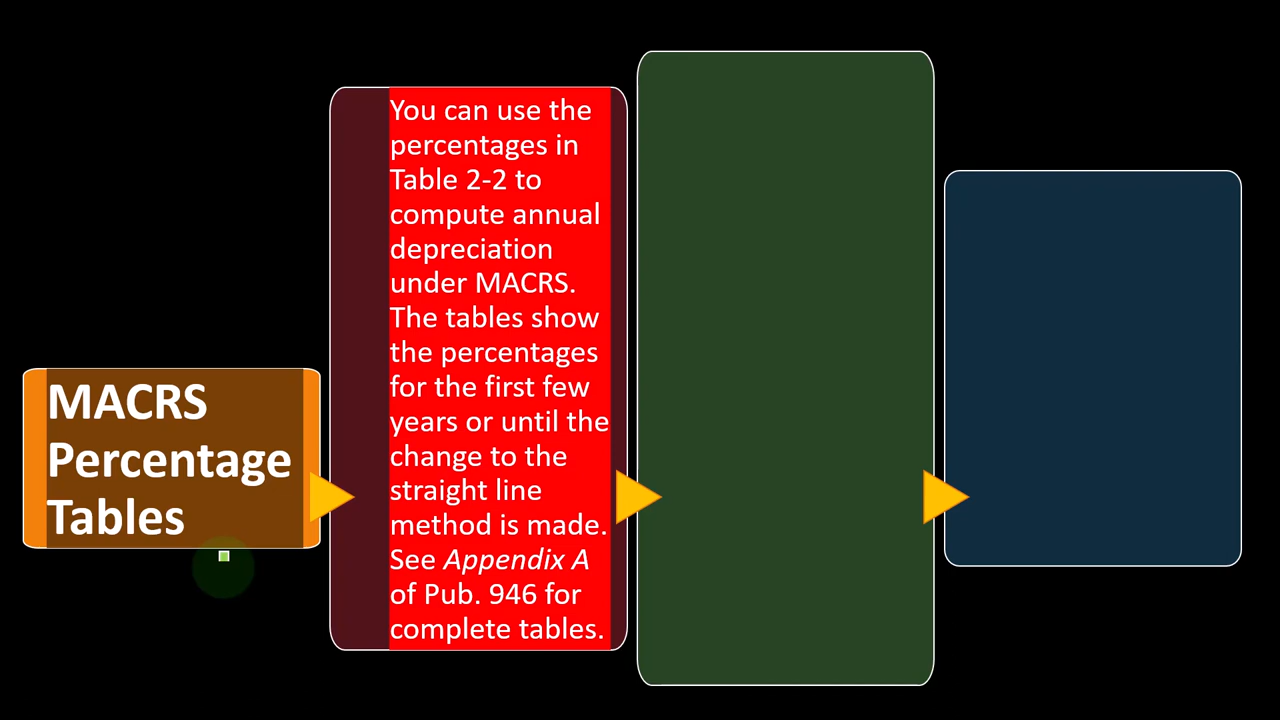 MACRS
Percentage
Tables
You can use the
percentages in
Table 2-2 to
compute annual
depreciation
under MACRS.
The tables show
the percentages
for the first few
years or until the
change to the
straight line
method is made.
See Appendix A
of Pub. 946 for
complete tables.